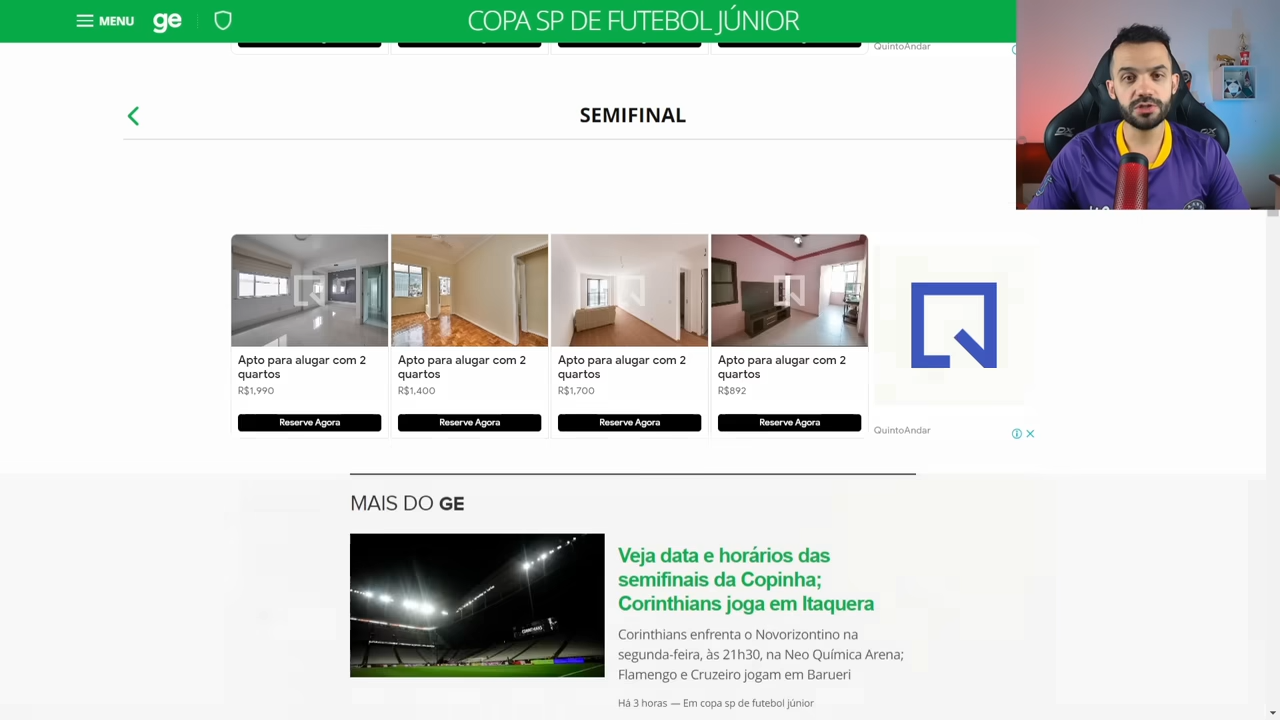 MENU
ge
COPA SP DE FUTEBOL JÚNIOR
QuintoAndar
SEMIFINAL
Apto para alugar com 2
quartos
R$1,990
Reserve Agora
Apto para alugar com 2
quartos
R$1,400
Reserve Agora
Apto para alugar com 2
quartos
R$1,700
Reserve Agora
Apto para alugar com 2
quartos
R$892
Reserve Agora
QuintoAndar
MAIS DO GE
Veja data e horários das
semifinais da Copinha;
Corinthians joga em Itaquera
Corinthians enfrenta o Novorizontino na
segunda-feira, às 21h30, na Neo Química Arena;
Flamengo e Cruzeiro jogam em Barueri
Há 3 horas — Em copa sp de futebol júnior